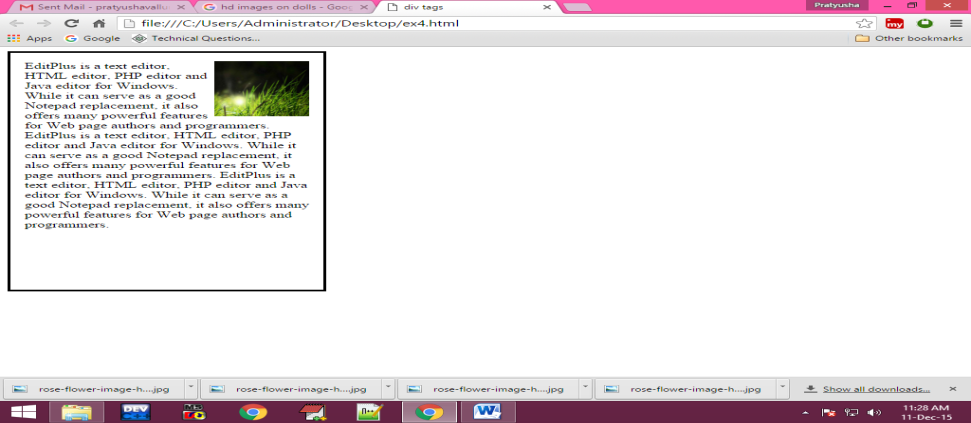 Sent Mail - pratyushavallu
hd images on dolls - Goog
div tags
Pratyusha
file:///C:/Users/Administrator/Desktop/ex4.html
my
Apps Google Technical Questions... Other bookmarks
EditPlus is a text editor,
HTML editor, PHP editor and
Java editor for Windows.
While it can serve as a good
Notepad replacement, it also
offers many powerful features
for Web page authors and programmers.
EditPlus is a text editor, HTML editor, PHP
editor and Java editor for Windows. While it
can serve as a good Notepad replacement, it
also offers many powerful features for Web
page authors and programmers. EditPlus is a
text editor, HTML editor, PHP editor and Java
editor for Windows. While it can serve as a
good Notepad replacement, it also offers many
powerful features for Web page authors and
programmers.
rose-flower-image-h....jpg rose-flower-image-h....jpg rose-flower-image-h....jpg rose-flower-image-h....jpg Show all downloads...
DEV
W
11:28 AM
11-Dec-15